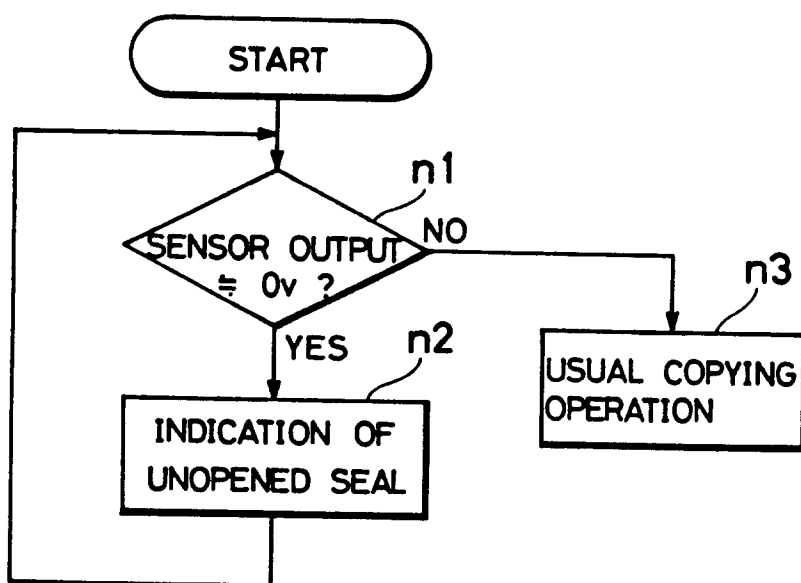 START
n1
SENSOR OUTPUT
≒ 0v ?
NO
YES
n2
INDICATION OF
UNOPENED SEAL
n3
USUAL COPYING
OPERATION